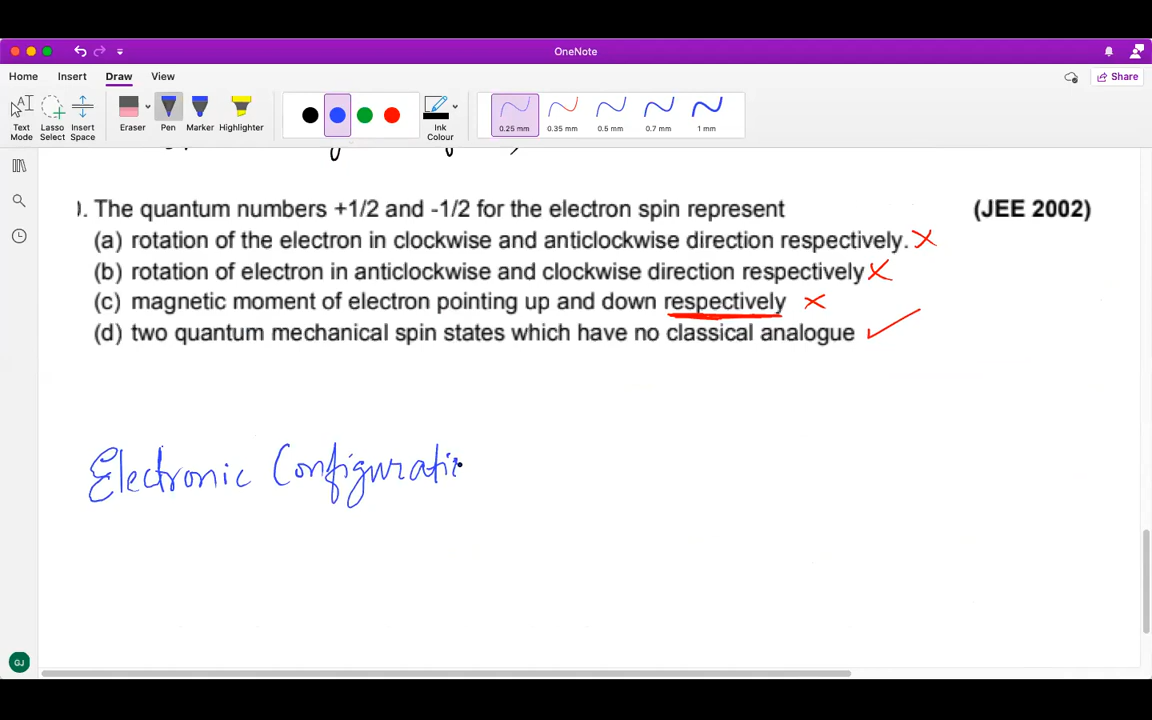 OneNote
Home Insert Draw View
Share
Text Mode
Lasso Select
Insert Space
Eraser
Pen
Marker
Highlighter
Ink Colour
0.25 mm
0.35 mm
0.5 mm
0.7 mm
1 mm
. The quantum numbers +1/2 and -1/2 for the electron spin represent (JEE 2002)
(a) rotation of the electron in clockwise and anticlockwise direction respectively.
(b) rotation of electron in anticlockwise and clockwise direction respectively
(c) magnetic moment of electron pointing up and down respectively
(d) two quantum mechanical spin states which have no classical analogue
Electronic Configurati
GJ